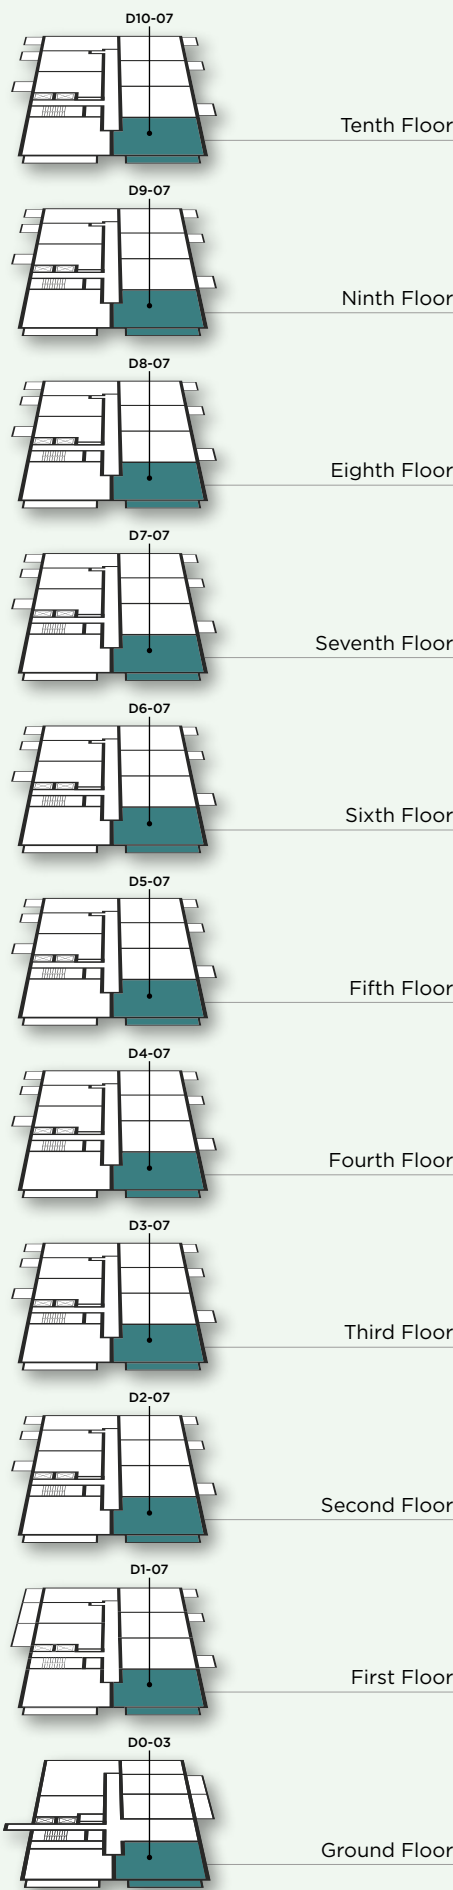 D10-07
Tenth Floor
D9-07
Ninth Floor
D8-07
Eighth Floor
D7-07
Seventh Floor
D6-07
Sixth Floor
D5-07
Fifth Floor
D4-07
Fourth Floor
D3-07
Third Floor
D2-07
Second Floor
D1-07
First Floor
D0-03
Ground Floor